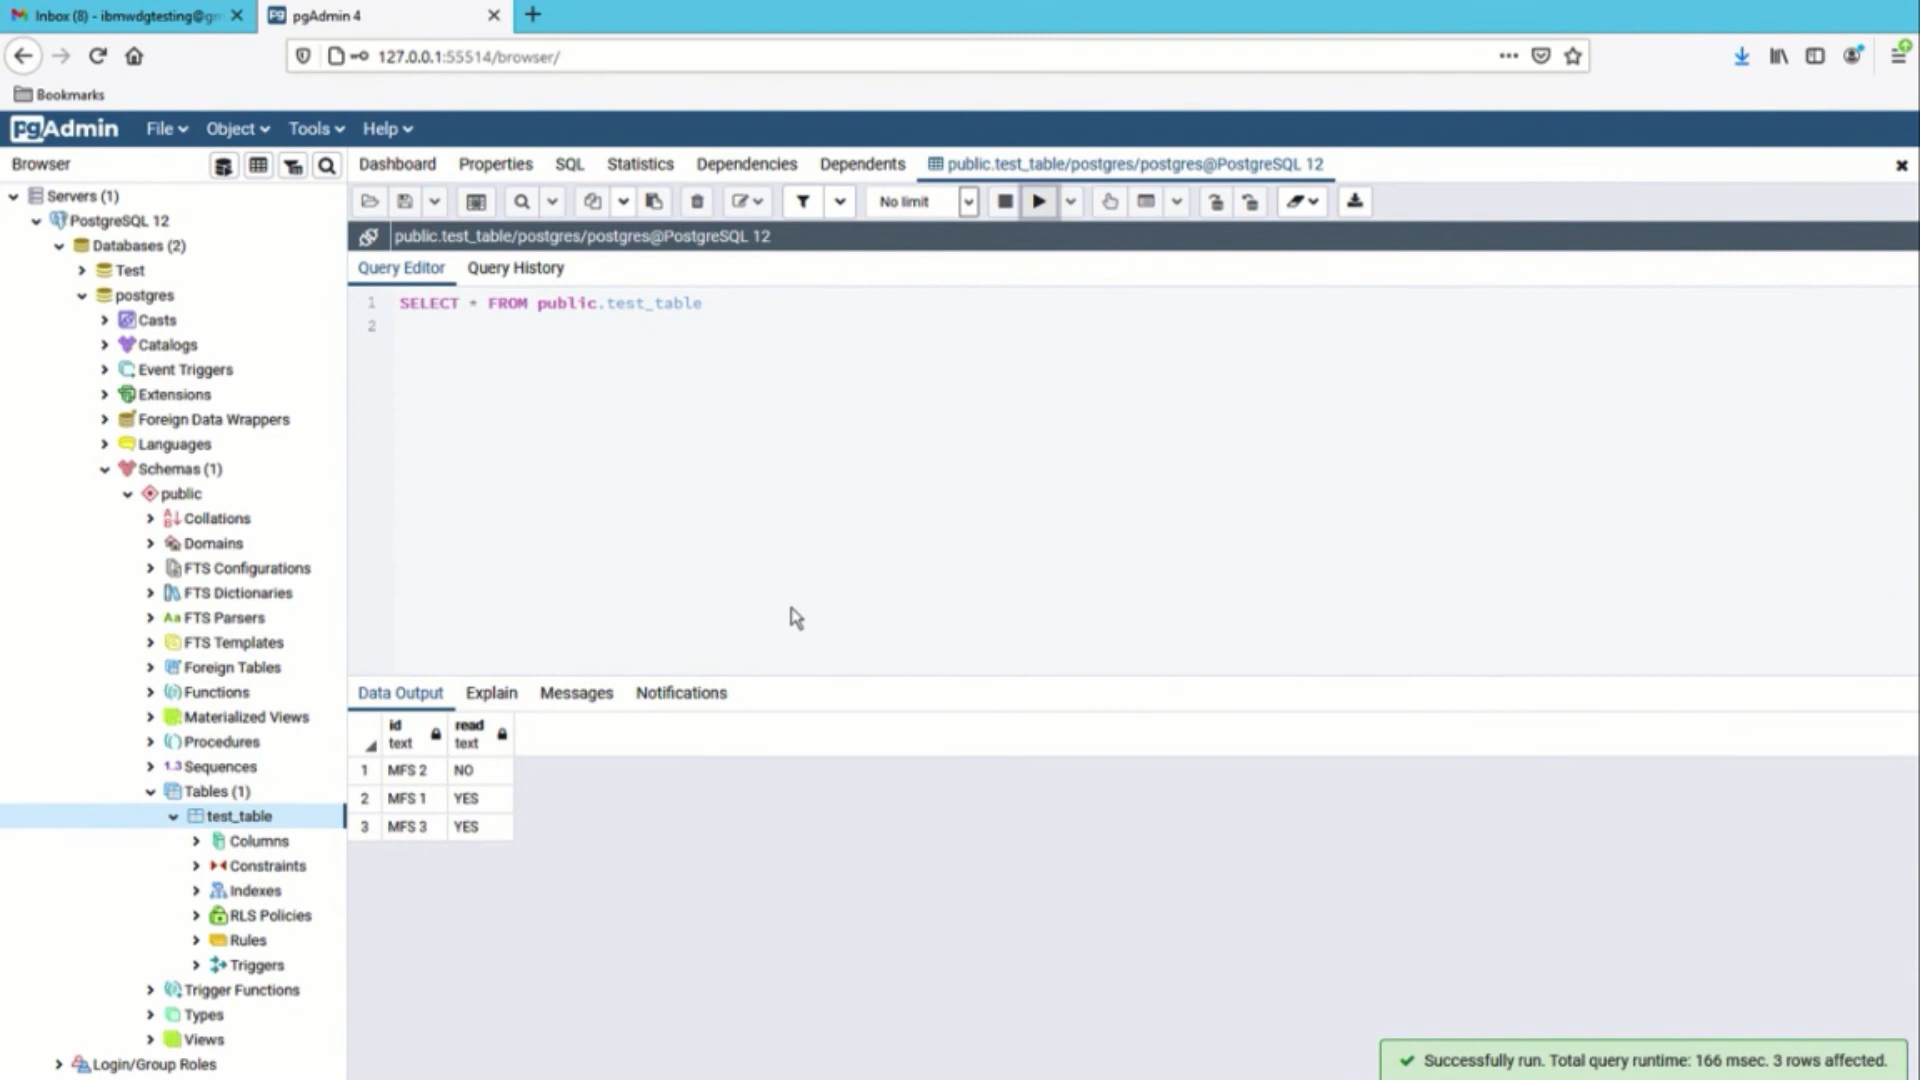 Inbox (8) - ibmwdgtesting@gm
pgAdmin 4
127.0.0.1:55514/browser/
Bookmarks
pgAdmin
File
Object
Tools
Help
Browser
Dashboard
Properties
SQL
Statistics
Dependencies
Dependents
public.test_table/postgres/postgres@PostgreSQL 12
No limit
public.test_table/postgres/postgres@PostgreSQL 12
Query Editor
Query History
1 SELECT * FROM public.test_table
2
Servers (1)
PostgreSQL 12
Databases (2)
Test
postgres
Casts
Catalogs
Event Triggers
Extensions
Foreign Data Wrappers
Languages
Schemas (1)
public
Collations
Domains
FTS Configurations
FTS Dictionaries
Aa FTS Parsers
FTS Templates
Foreign Tables
Functions
Materialized Views
Procedures
1.3 Sequences
Tables (1)
test_table
Columns
Constraints
Indexes
RLS Policies
Rules
Triggers
Trigger Functions
Types
Views
Login/Group Roles
Data Output
Explain
Messages
Notifications
id read
text text
1 MFS 2 NO
2 MFS 1 YES
3 MFS 3 YES
Successfully run. Total query runtime: 166 msec. 3 rows affected.